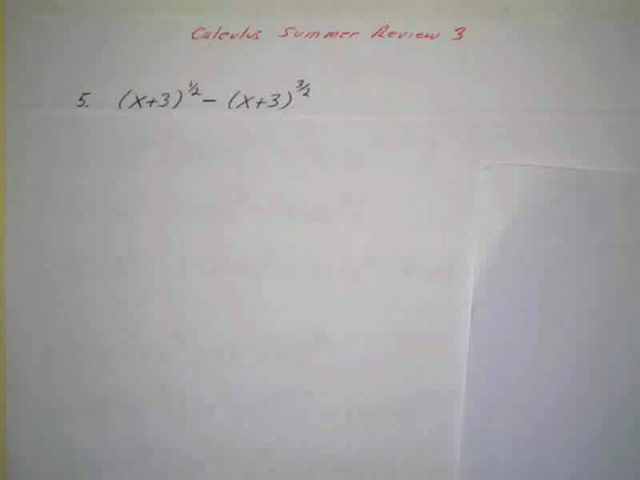 Calculus Summer Review 3
5. (x+3)^½ - (x+3)^3/2